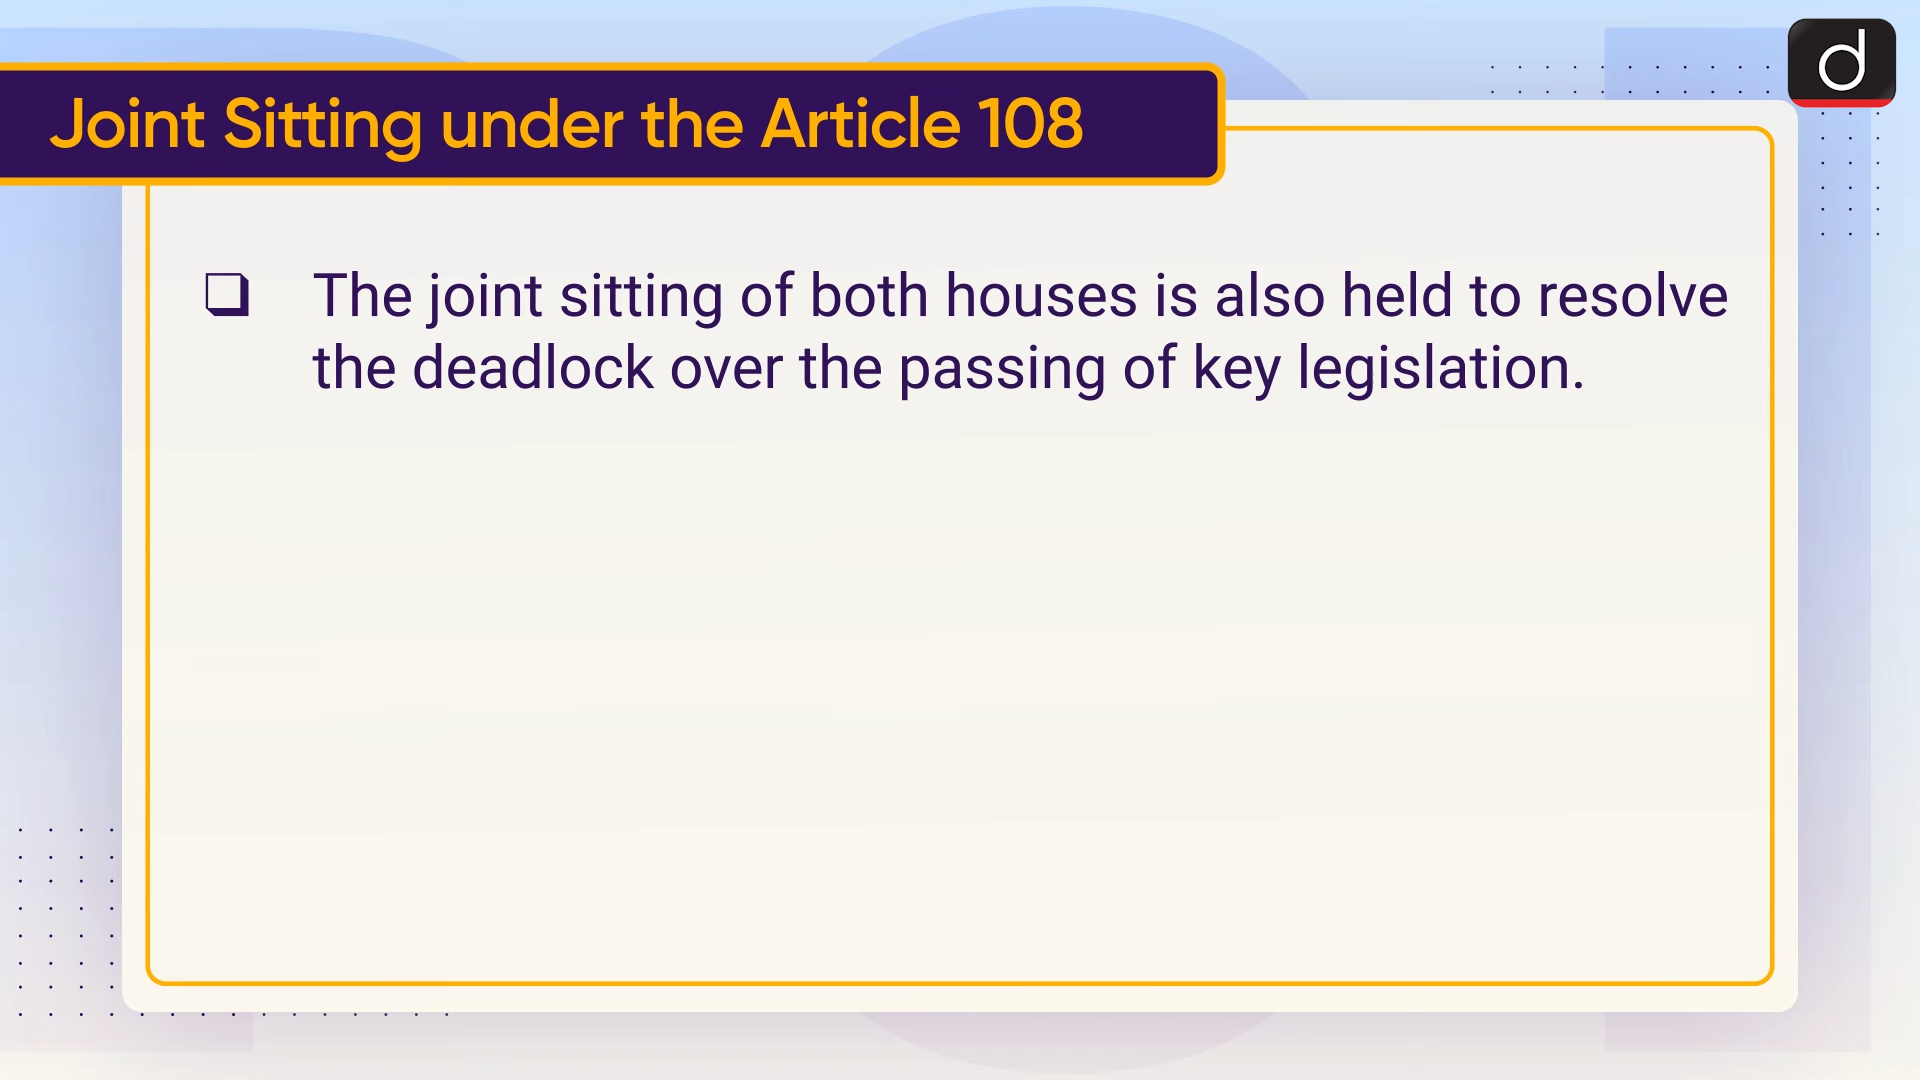 Joint Sitting under the Article 108
d
❑ The joint sitting of both houses is also held to resolve
the deadlock over the passing of key legislation.